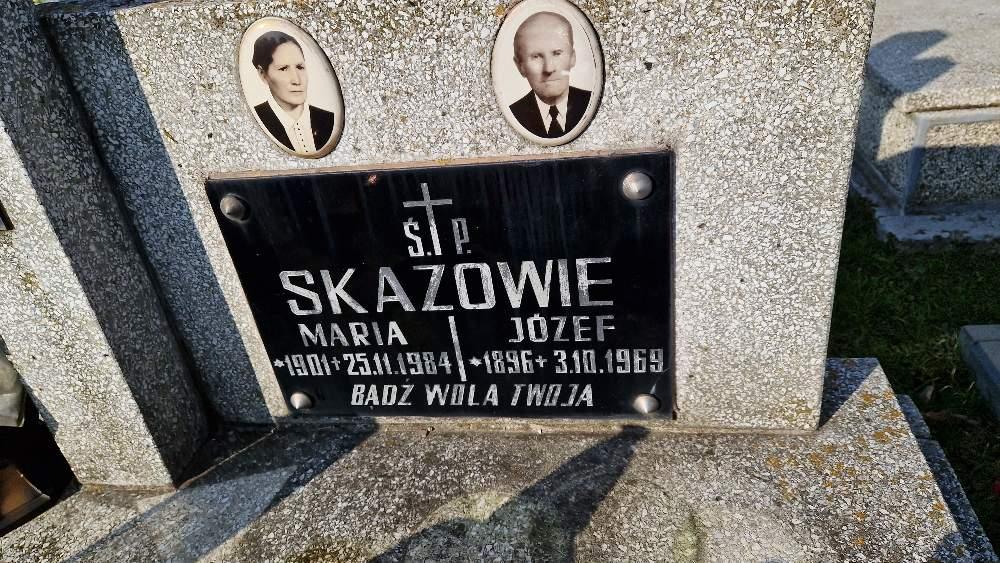 Ś. P.
SKAZOWIE
MARIA JÓZEF
*1901+25.11.1984 *1896+3.10.1969
BĄDŹ WOLA TWOJA